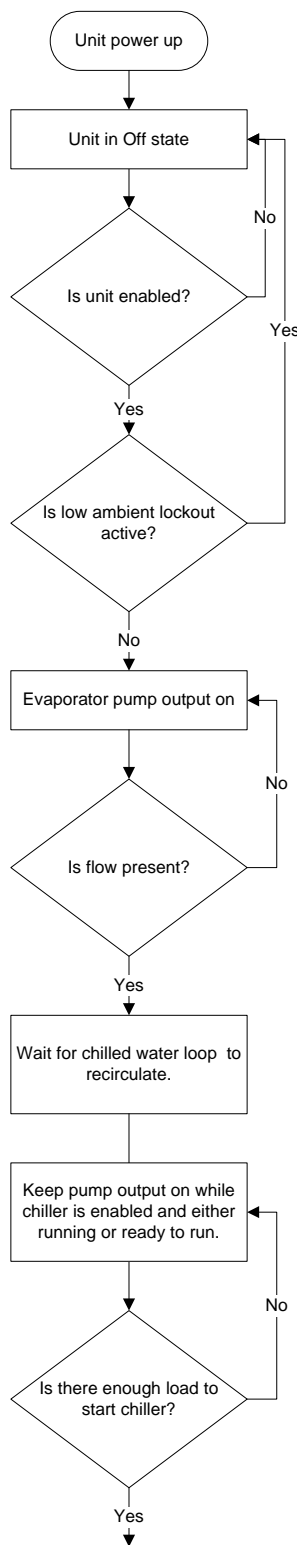 Unit power up
Unit in Off state
No
Is unit enabled?
Yes
Yes
Is low ambient lockout
active?
No
Evaporator pump output on
No
Is flow present?
Yes
Wait for chilled water loop to
recirculate.
Keep pump output on while
chiller is enabled and either
running or ready to run.
No
Is there enough load to
start chiller?
Yes